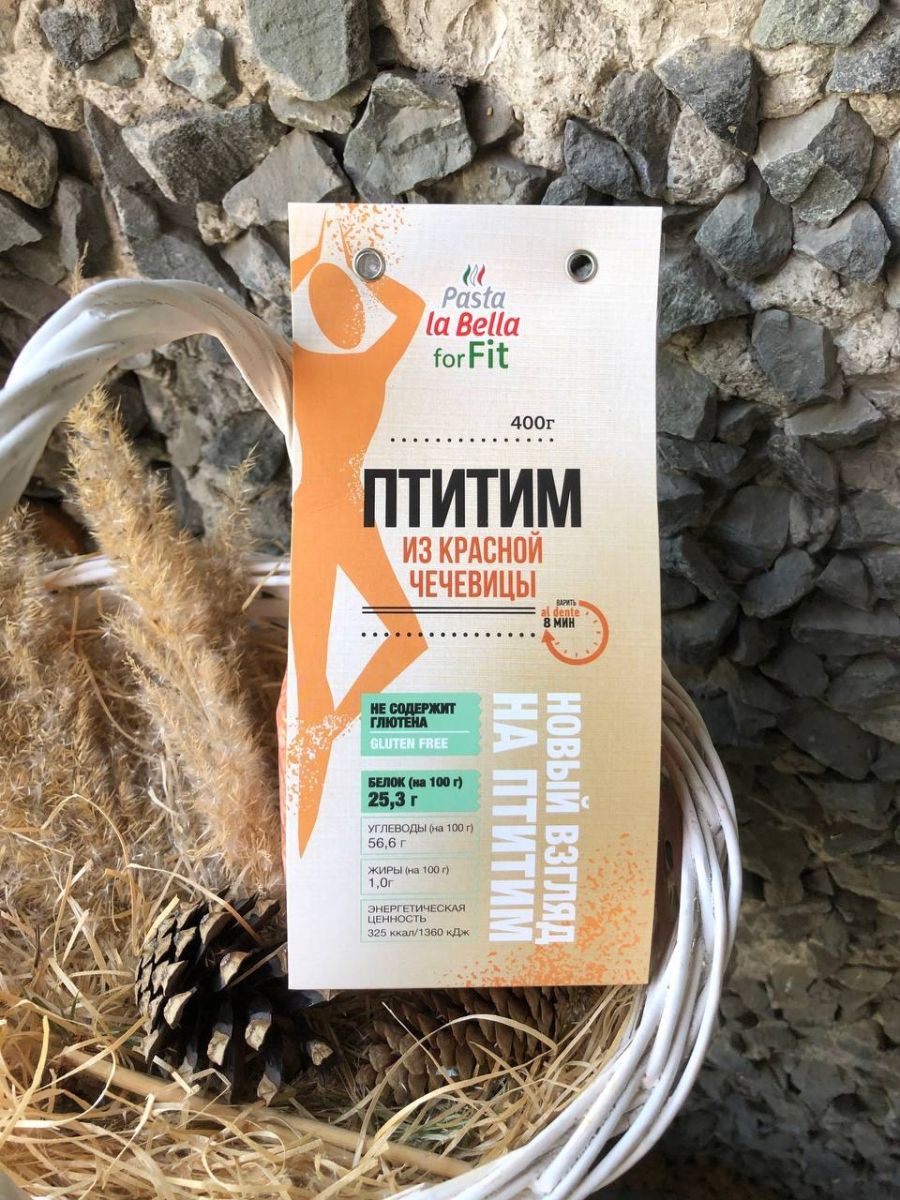 Pasta
la Bella
for Fit
400г
ПТИТИМ
ИЗ КРАСНОЙ
ЧЕЧЕВИЦЫ
ВАРИТЬ
al dente
8 МИН
НЕ СОДЕРЖИТ
ГЛЮТЕНА
GLUTEN FREE
БЕЛОК (на 100 г)
25,3 г
УГЛЕВОДЫ (на 100 г)
56,6 г
ЖИРЫ (на 100 г)
1,0г
ЭНЕРГЕТИЧЕСКАЯ
ЦЕННОСТЬ
325 ккал/1360 кДж
НОВЫЙ ВЗГЛЯД
НА ПТИТИМ